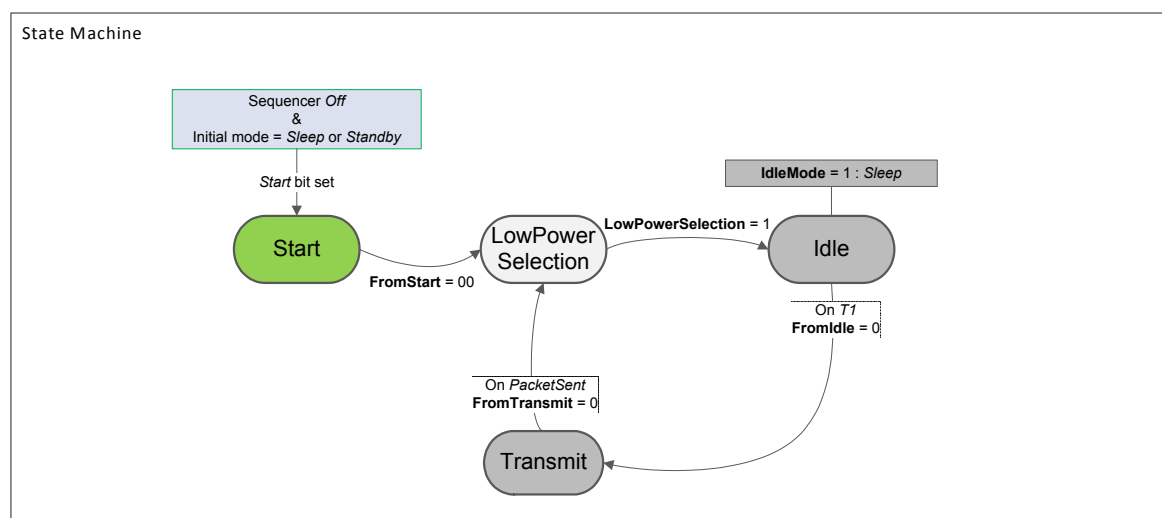 State Machine
Sequencer Off
&
Initial mode = Sleep or Standby
Start bit set
IdleMode = 1 : Sleep
Start
FromStart = 00
LowPower
Selection
LowPowerSelection = 1
Idle
On T1
FromIdle = 0
On PacketSent
FromTransmit = 0
Transmit